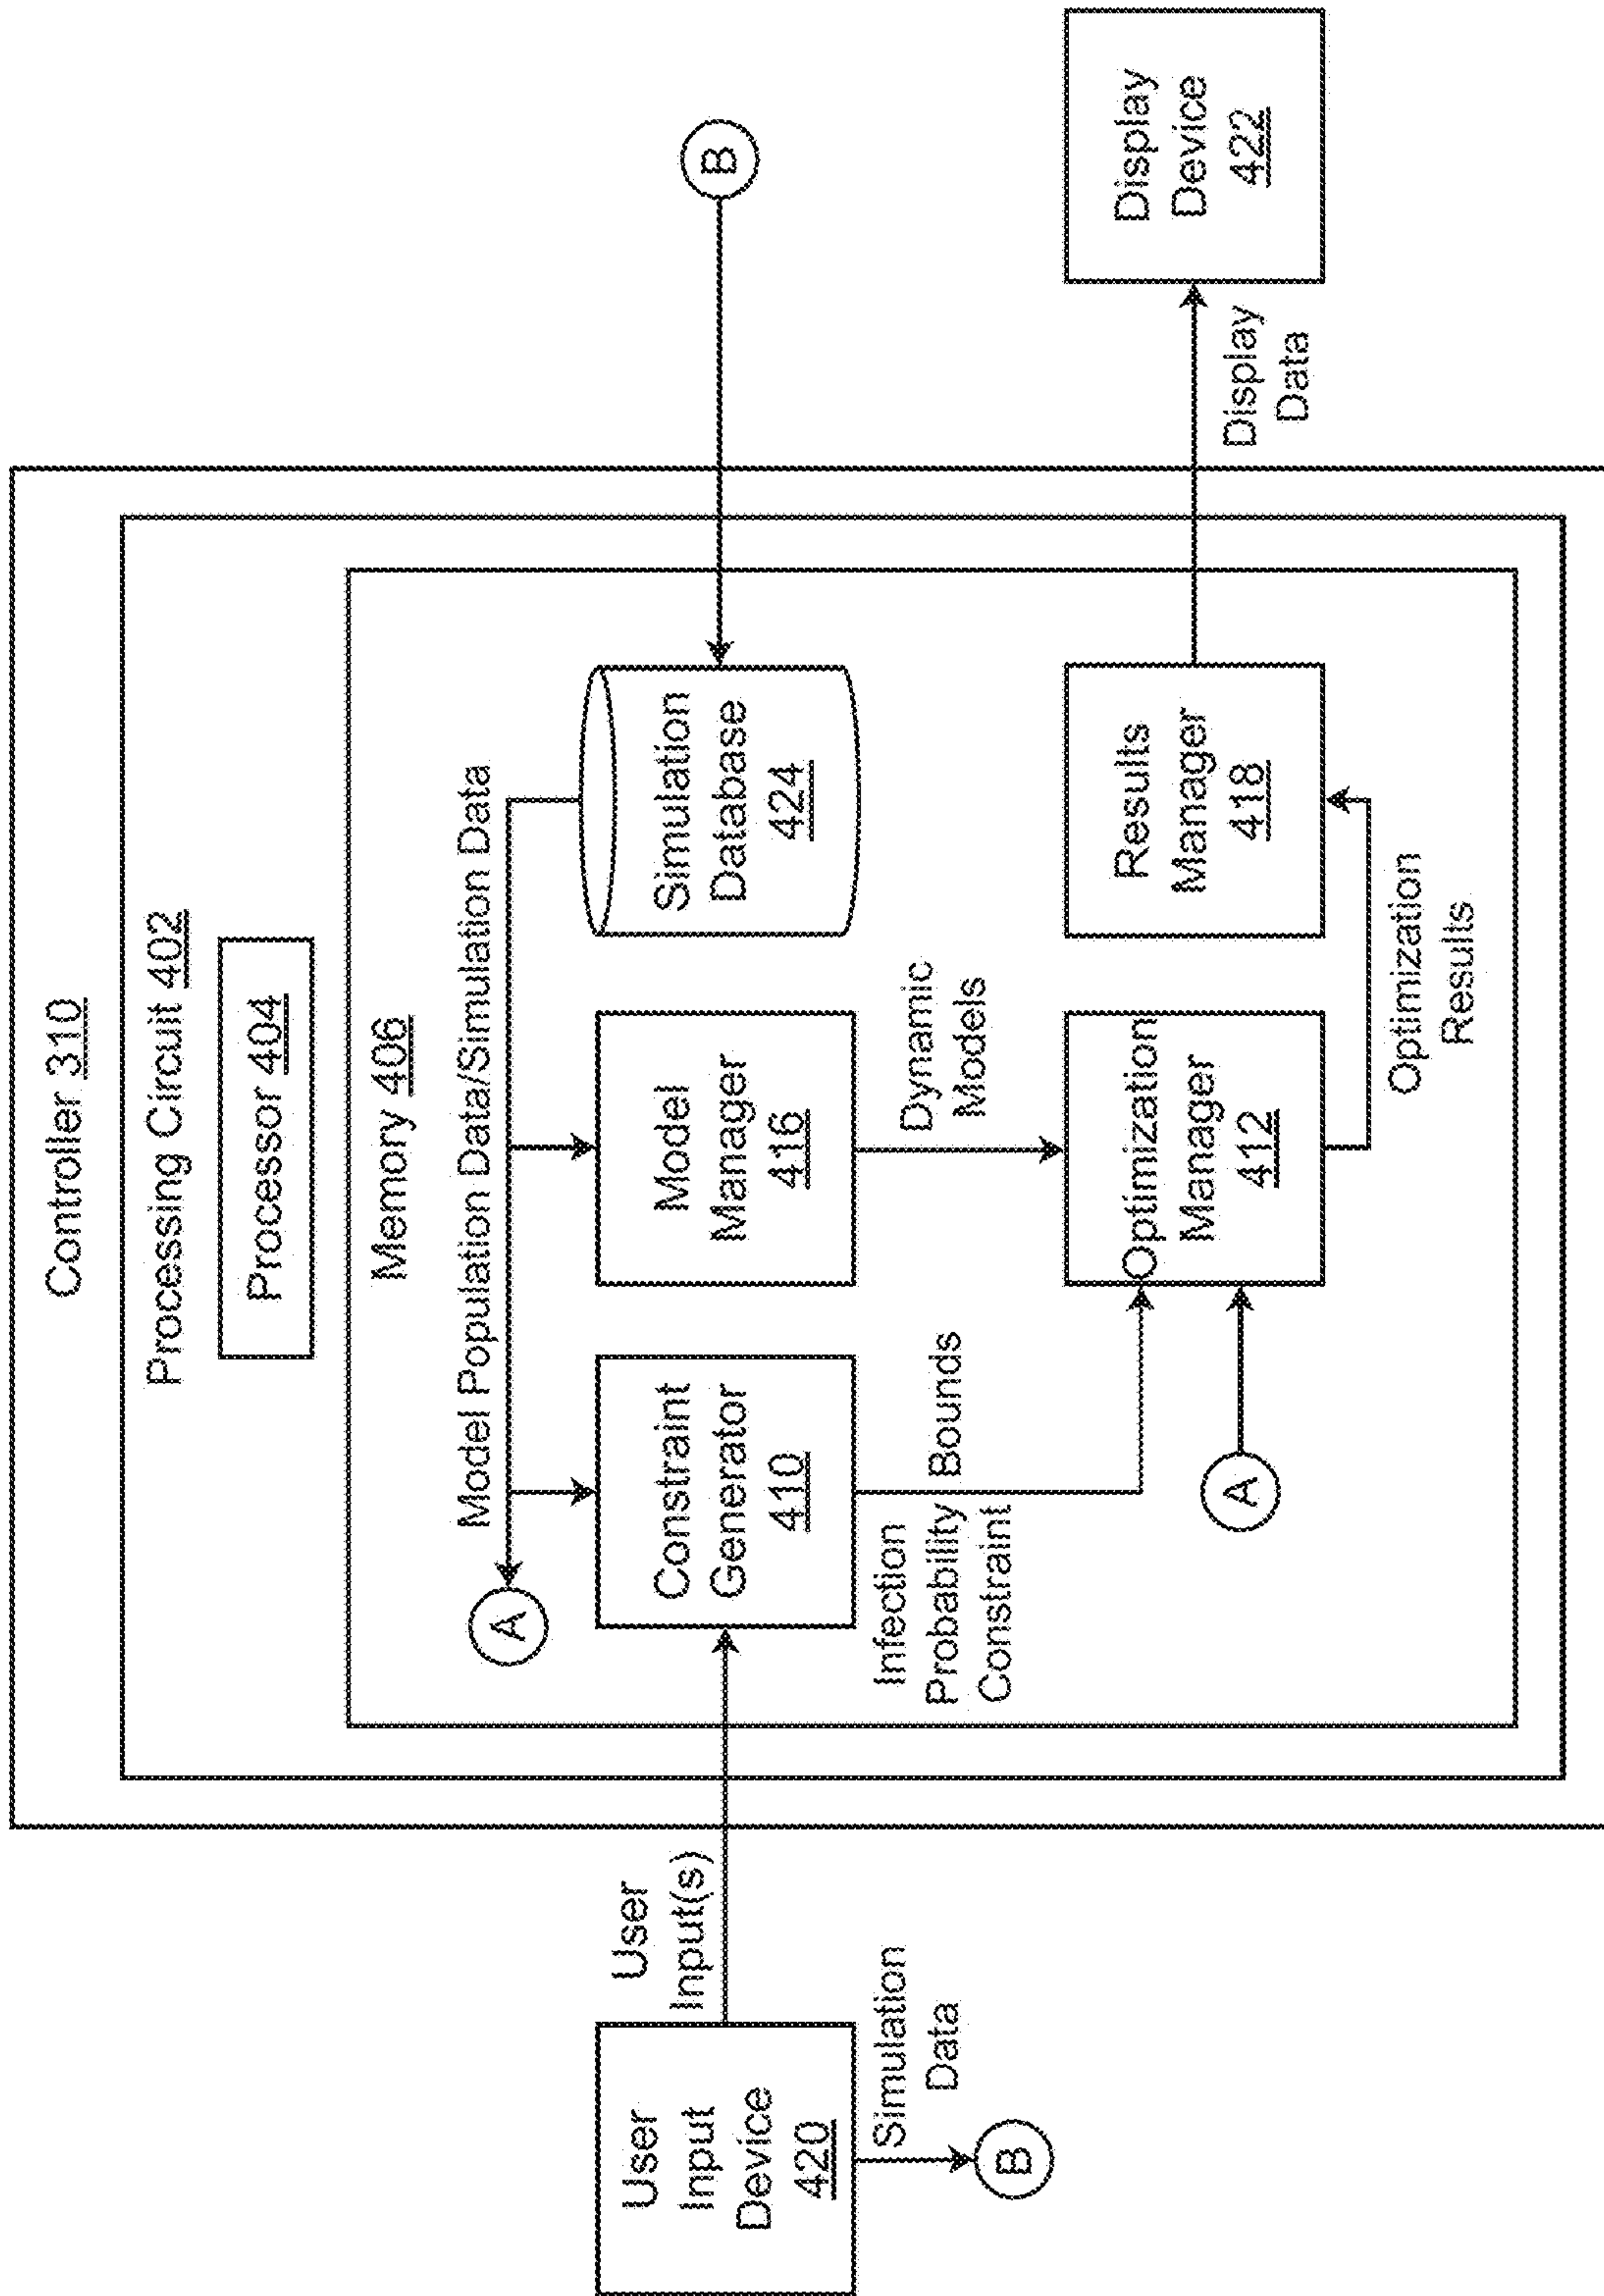 Controller 310
Processing Circuit 402
Processor 404
Memory 406
Model Population Data/Simulation Data
A
B
User
Input
Device
420
User
Input(s)
Simulation
Data
B
Constraint
Generator
410
Model
Manager
416
Simulation
Database
424
Infection
Probability
Constraint
Bounds
Dynamic
Models
A
Optimization
Manager
412
Results
Manager
418
Optimization
Results
Display
Data
Display
Device
422